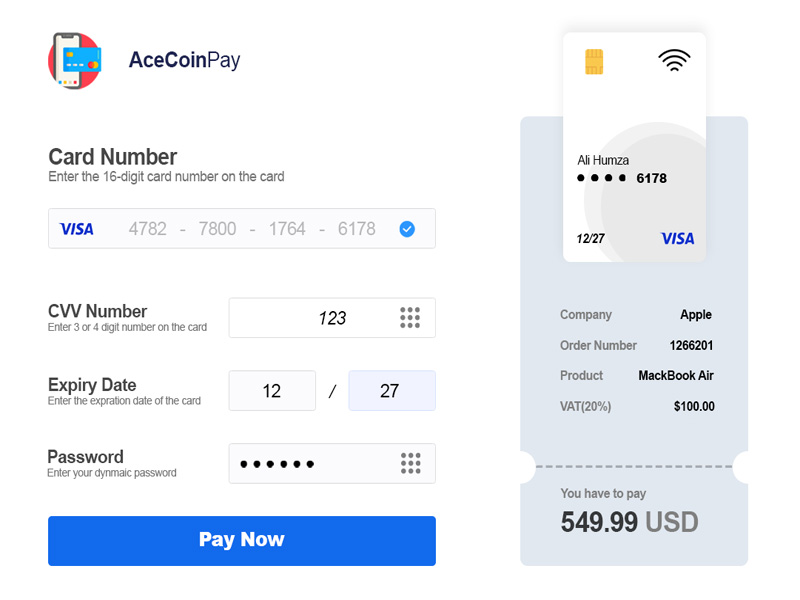 AceCoinPay
Card Number
Enter the 16-digit card number on the card
VISA 4782 - 7800 - 1764 - 6178
CVV Number
Enter 3 or 4 digit number on the card
123
Expiry Date
Enter the expration date of the card
12 / 27
Password
Enter your dynmaic password
••••••
Pay Now
Ali Humza
•••• 6178
12/27 VISA
Company Apple
Order Number 1266201
Product MackBook Air
VAT(20%) $100.00
You have to pay
549.99 USD